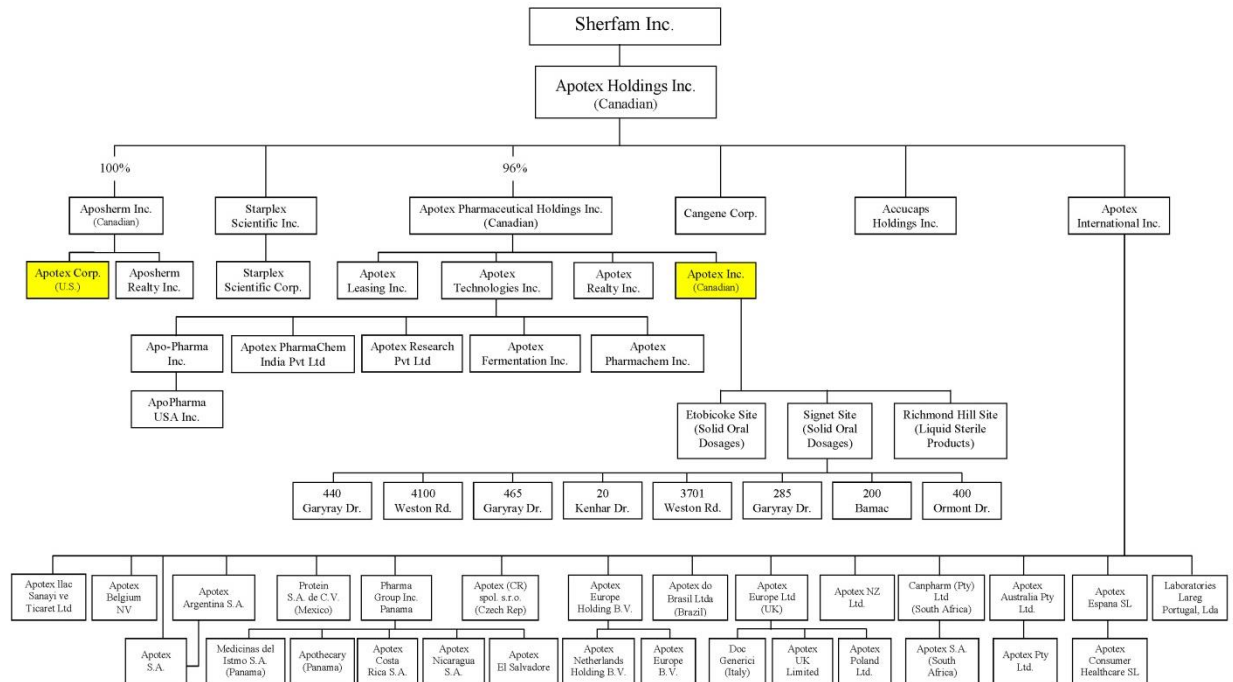 Sherfam Inc.
Apotex Holdings Inc.
(Canadian)
100%
96%
Aposherm Inc.
(Canadian)
Starplex
Scientific Inc.
Apotex Pharmaceutical Holdings Inc.
(Canadian)
Cangene Corp.
Accucaps
Holdings Inc.
Apotex
International Inc.
Apotex Corp.
(U.S.)
Aposherm
Realty Inc.
Starplex
Scientific Corp.
Apotex
Leasing Inc.
Apotex
Technologies Inc.
Apotex
Realty Inc.
Apotex Inc.
(Canadian)
Apo-Pharma
Inc.
Apotex PharmaChem
India Pvt Ltd
Apotex Research
Pvt Ltd
Apotex
Fermentation Inc.
Apotex
Pharmachem Inc.
ApoPharma
USA Inc.
Etobicoke Site
(Solid Oral
Dosages)
Signet Site
(Solid Oral
Dosages)
Richmond Hill Site
(Liquid Sterile
Products)
440
Garyray Dr.
4100
Weston Rd.
465
Garyray Dr.
20
Kenhar Dr.
3701
Weston Rd.
285
Garyray Dr.
200
Bamac
400
Ormont Dr.
Apotex Ilac
Sanayi ve
Ticaret Ltd
Apotex
Belgium
NV
Apotex
Argentina S.A.
Protein
S.A. de C.V.
(Mexico)
Pharma
Group Inc.
Panama
Apotex (CR)
spol. s.r.o.
(Czech Rep)
Apotex
Europe
Holding B.V.
Apotex do
Brasil Ltda
(Brazil)
Apotex
Europe Ltd
(UK)
Apotex NZ
Ltd.
Canpharm (Pty)
Ltd
(South Africa)
Apotex
Australia Pty
Ltd.
Apotex
Espana SL
Laboratories
Lareg
Portugal, Lda
Apotex
S.A.
Medicinas del
Istmo S.A.
(Panama)
Apothecary
(Panama)
Apotex
Costa
Rica S.A.
Apotex
Nicaragua
S.A.
Apotex
El Salvadore
Apotex
Netherlands
Holding B.V.
Apotex
Europe
B.V.
Doc
Generici
(Italy)
Apotex
UK
Limited
Apotex
Poland
Ltd.
Apotex S.A.
(South
Africa)
Apotex Pty
Ltd.
Apotex
Consumer
Healthcare SL